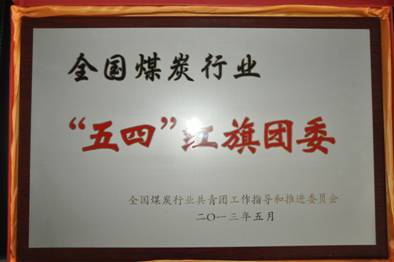 全国煤炭行业
“五四”红旗团委
全国煤炭行业共青团工作指导和推进委员会
二〇一三年五月